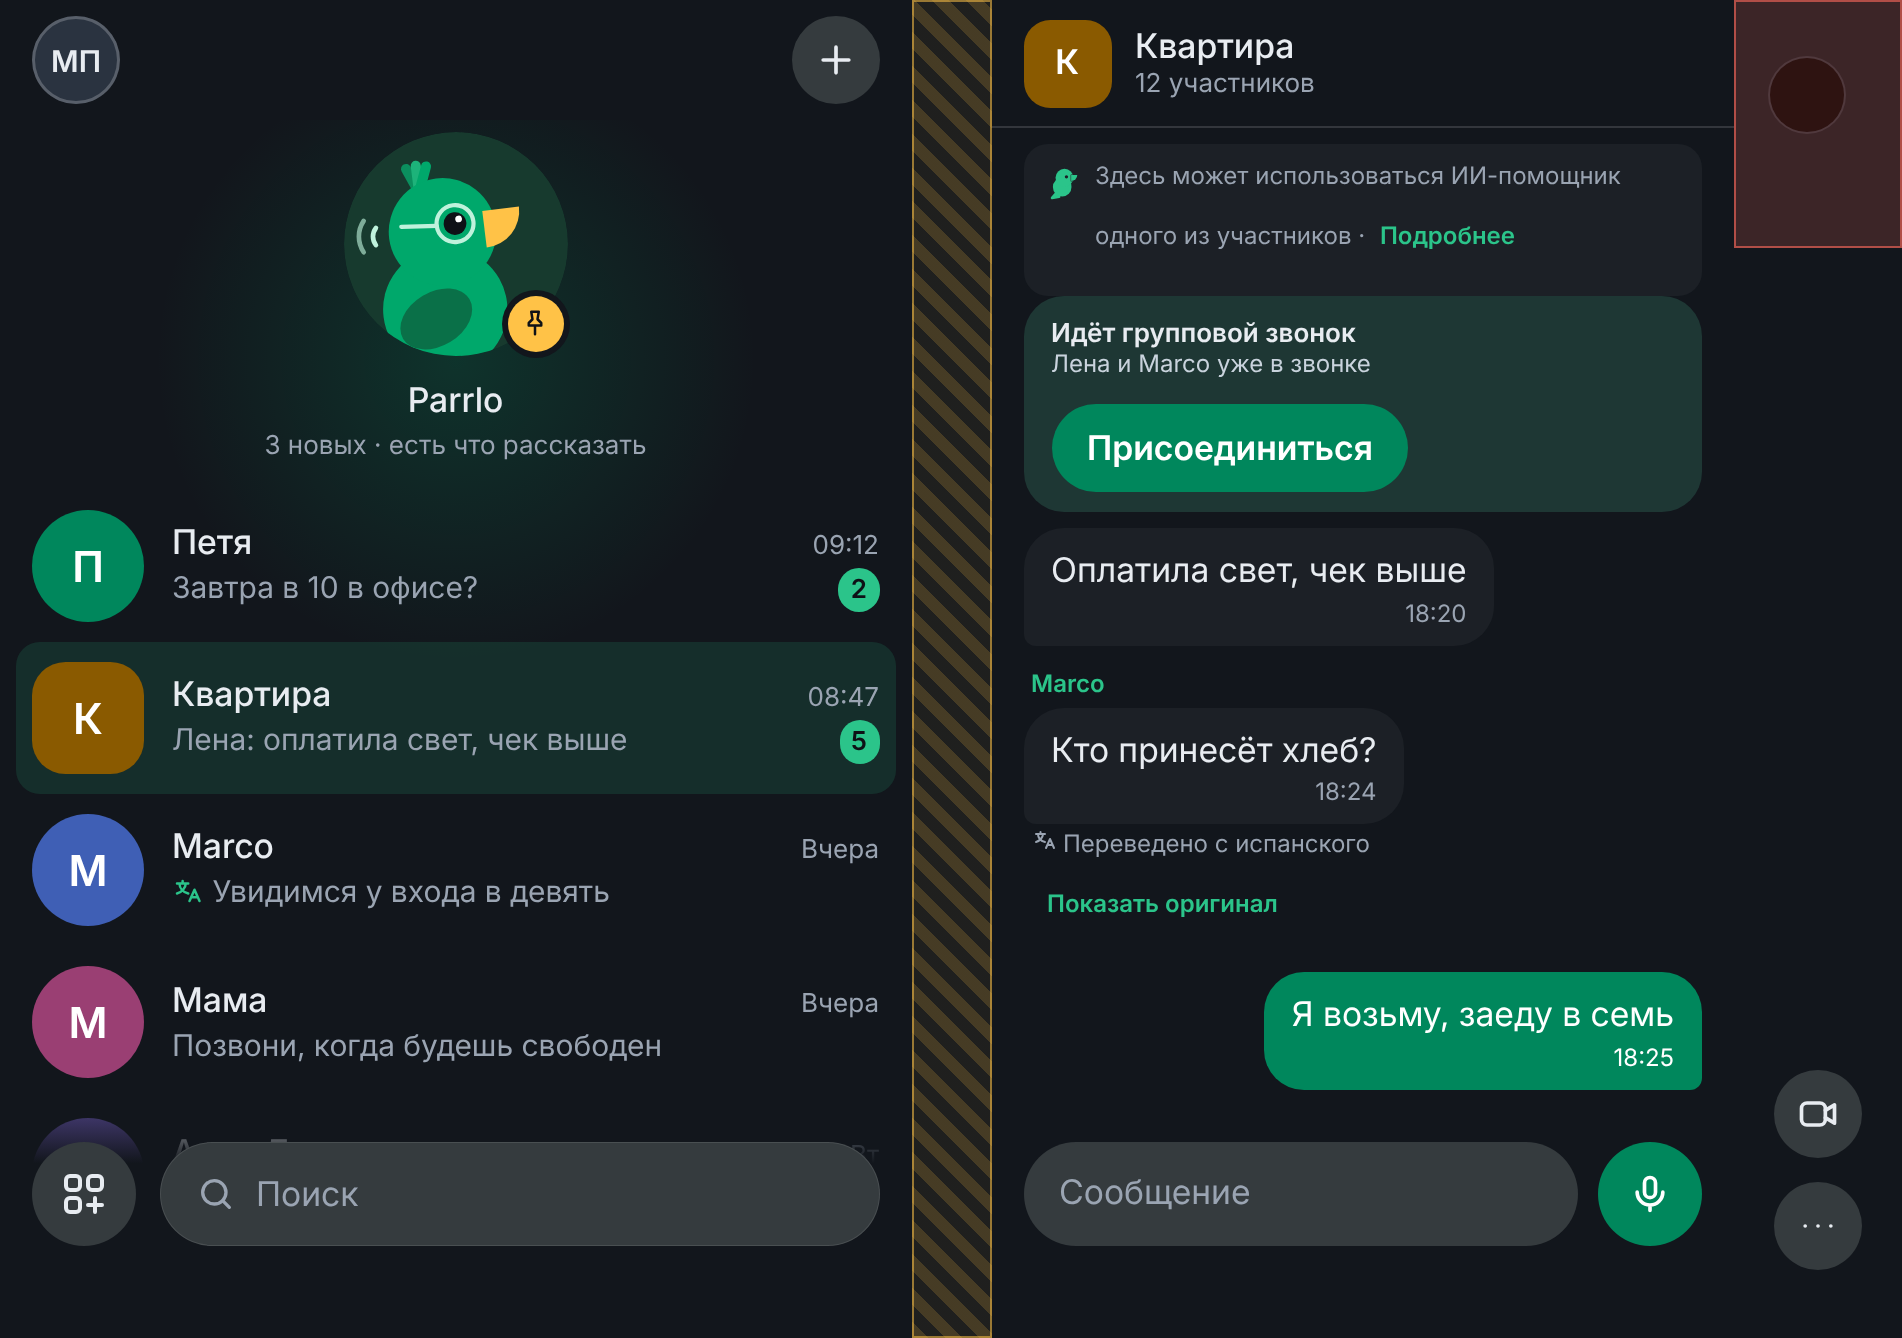 МП
Parrlo
3 новых · есть что рассказать
П
Петя
09:12
Завтра в 10 в офисе?
2
К
Квартира
08:47
Лена: оплатила свет, чек выше
5
М
Marco
Вчера
Увидимся у входа в девять
М
Мама
Вчера
Позвони, когда будешь свободен
Поиск
К
Квартира
12 участников
Здесь может использоваться ИИ-помощник
одного из участников · Подробнее
Идёт групповой звонок
Лена и Marco уже в звонке
Присоединиться
Оплатила свет, чек выше
18:20
Marco
Кто принесёт хлеб?
18:24
Переведено с испанского
Показать оригинал
Я возьму, заеду в семь
18:25
Сообщение